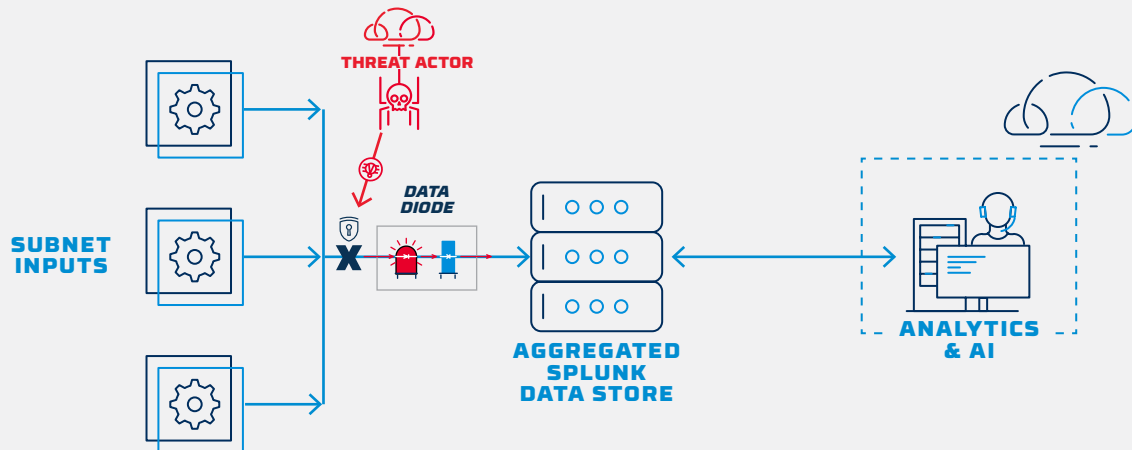 THREAT ACTOR
DATA
DIODE
SUBNET
INPUTS
AGGREGATED
SPLUNK
DATA STORE
ANALYTICS
& AI